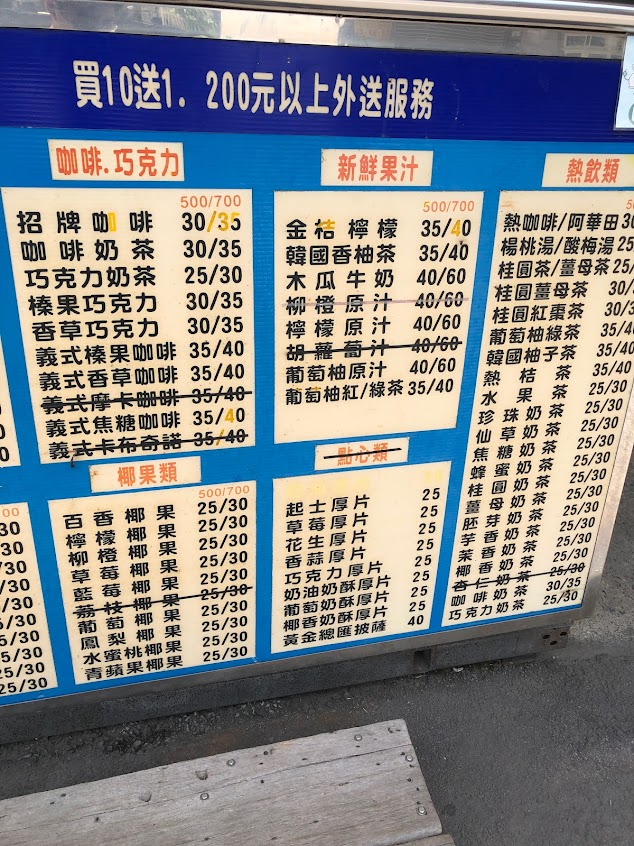 買10送1. 200元以上外送服務
咖啡.巧克力
500/700
招牌咖啡 30/35
咖啡奶茶 30/35
巧克力奶茶 25/30
榛果巧克力 30/35
香草巧克力 30/35
義式榛果咖啡 35/40
義式香草咖啡 35/40
義式摩卡咖啡 35/40
義式焦糖咖啡 35/40
義式卡布奇諾 35/40
椰果類
500/700
百香椰果 25/30
檸檬椰果 25/30
柳橙椰果 25/30
草莓椰果 25/30
藍莓椰果 25/30
荔枝椰果 25/30
葡萄椰果 25/30
鳳梨椰果 25/30
水蜜桃椰果 25/30
青蘋果椰果 25/30
新鮮果汁
500/700
金桔檸檬 35/40
韓國香柚茶 35/40
木瓜牛奶 40/60
柳橙原汁 40/60
檸檬原汁 40/60
胡蘿蔔汁 40/60
葡萄柚原汁 40/60
葡萄柚紅/綠茶 35/40
點心類
起士厚片 25
草莓厚片 25
花生厚片 25
香蒜厚片 25
巧克力厚片 25
奶油奶酥厚片 25
葡萄奶酥厚片 25
椰香奶酥厚片 25
黃金總匯披薩 40
熱飲類
熱咖啡/阿華田
楊桃湯/酸梅湯
桂圓茶/薑母茶
桂圓薑母茶
桂圓紅棗茶
葡萄柚綠茶
韓國柚子茶 35/40
熱桔茶 35/40
水果茶
珍珠奶茶 25/30
仙草奶茶 25/30
焦糖奶茶 25/30
蜂蜜奶茶 25/30
桂圓奶茶 25/30
薑母奶茶 25/30
胚芽奶茶 25/30
芋香奶茶 25/30
茉香奶茶 25/30
椰香奶茶 25/30
杏仁奶茶 25/30
咖啡奶茶 30/35
巧克力奶茶 25/30